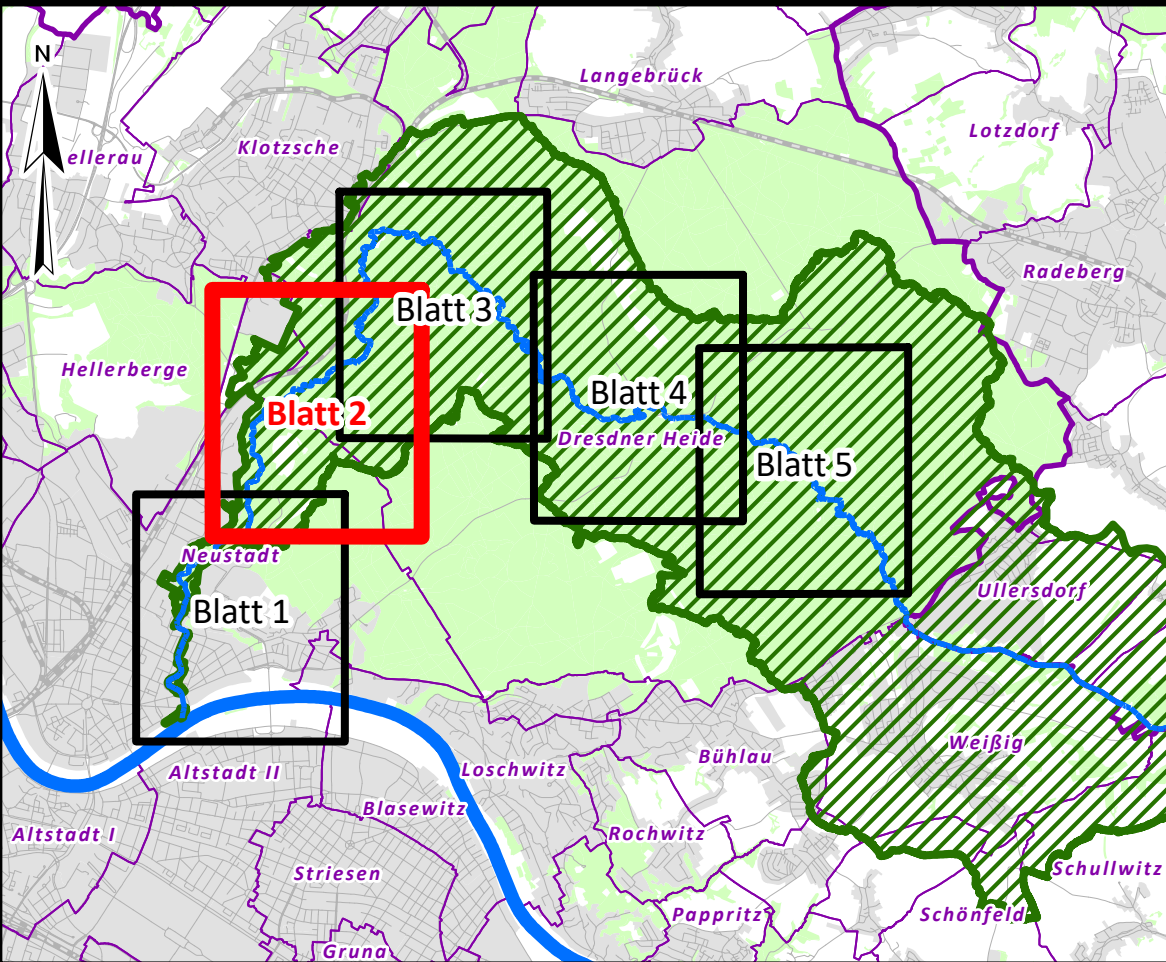 N
Langebrück
Lotzdorf
Klotzsche
ellerau
Radeberg
Blatt 3
Hellerberge
Blatt 4
Blatt 2
Dresdner Heide
Blatt 5
Neustadt
Ullersdorf
Blatt 1
Weißig
Bühlau
Altstadt II
Loschwitz
Blasewitz
Altstadt I
Rochwitz
Striesen
Schullwitz
Pappritz
Schönfeld
Gruna